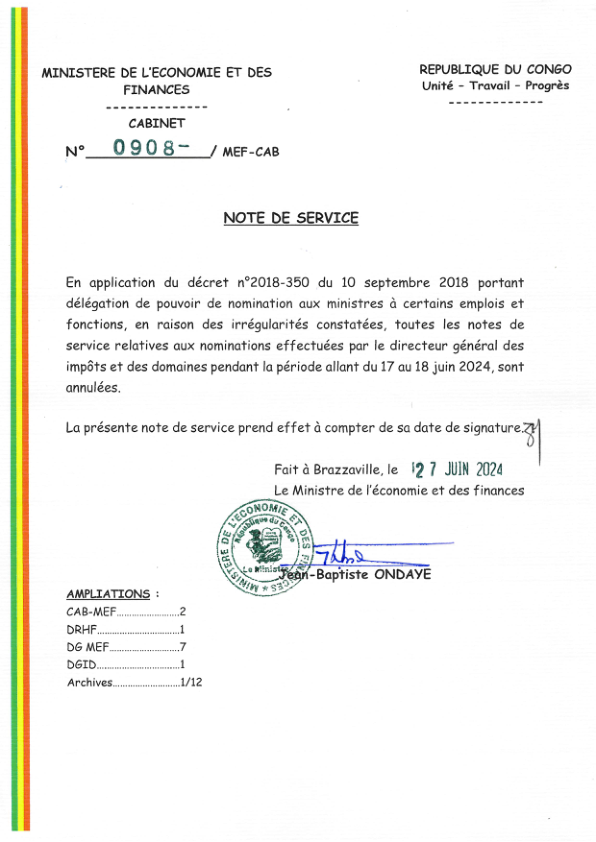 MINISTERE DE L'ECONOMIE ET DES
FINANCES
--------------
CABINET
N° 0908- / MEF-CAB
REPUBLIQUE DU CONGO
Unité – Travail – Progrès
-------------
NOTE DE SERVICE
En application du décret n°2018-350 du 10 septembre 2018 portant
délégation de pouvoir de nomination aux ministres à certains emplois et
fonctions, en raison des irrégularités constatées, toutes les notes de
service relatives aux nominations effectuées par le directeur général des
impôts et des domaines pendant la période allant du 17 au 18 juin 2024, sont
annulées.
La présente note de service prend effet à compter de sa date de signature.
Fait à Brazzaville, le 27 JUIN 2024
Le Ministre de l'économie et des finances
MINISTERE DE L'ECONOMIE ET DES FINANCES
République du Congo
Le Ministre
Jean-Baptiste ONDAYE
AMPLIATIONS :
CAB-MEF.....................2
DRHF............................1
DG MEF.......................7
DGID............................1
Archives......................1/12